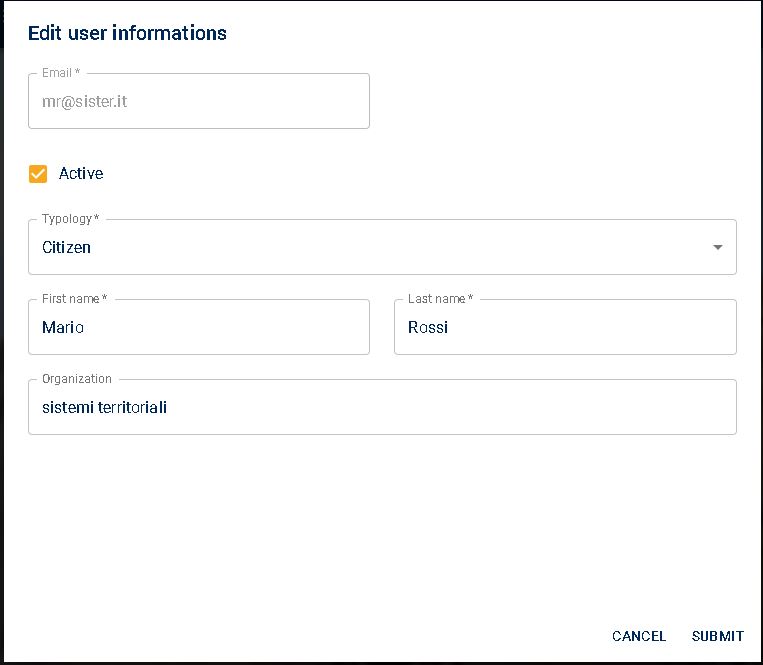 Edit user informations
Email *
mr@sister.it
Active
Typology *
Citizen
First name * Last name *
Mario Rossi
Organization
sistemi territoriali
CANCEL SUBMIT